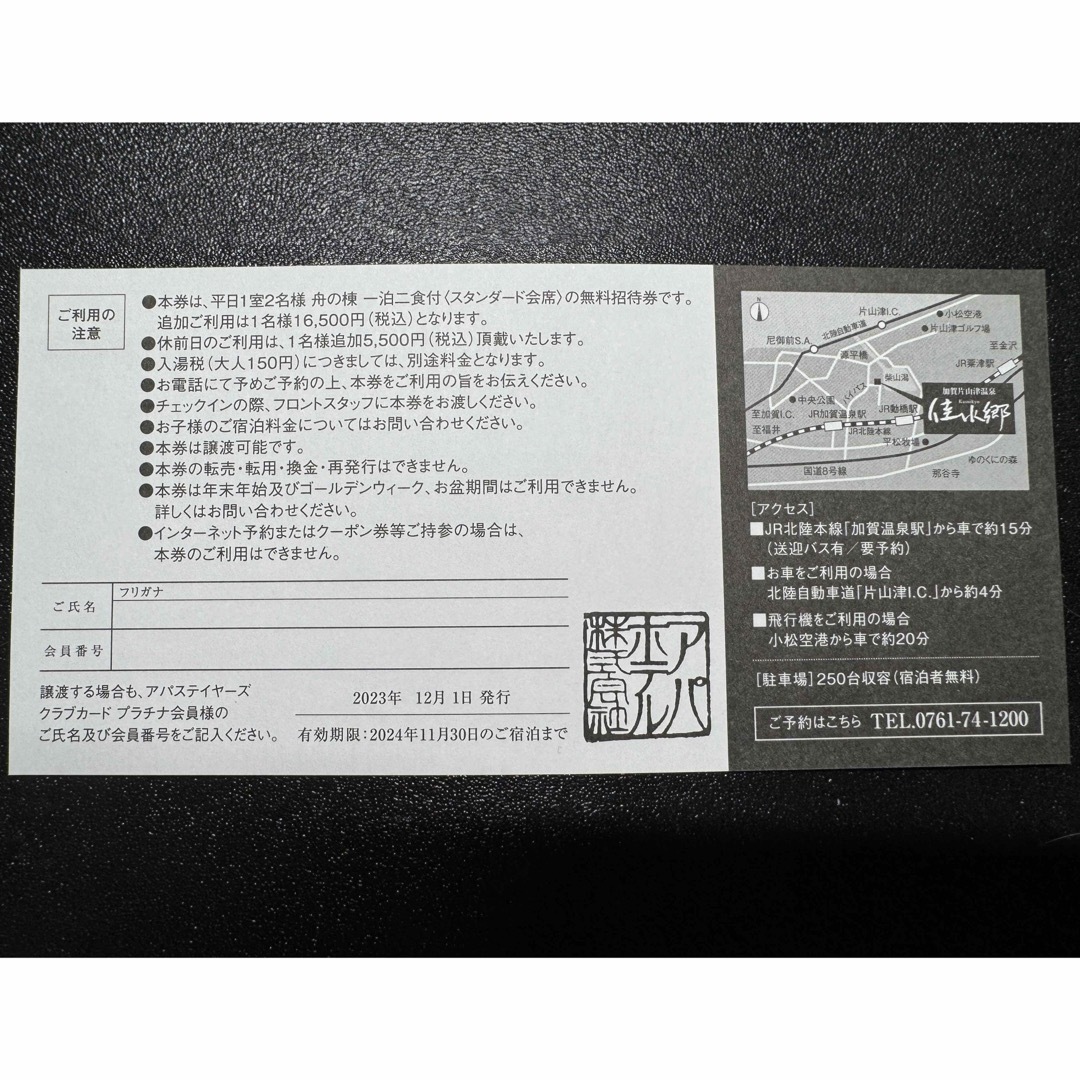 ご利用の
注意
●本券は、平日1室2名様 舟の棟 一泊二食付〈スタンダード会席〉の無料招待券です。
追加ご利用は1名様16,500円(税込)となります。
●休前日のご利用は、1名様追加5,500円(税込)頂戴いたします。
●入湯税(大人150円)につきましては、別途料金となります。
●お電話にて予めご予約の上、本券をご利用の旨をお伝えください。
●チェックインの際、フロントスタッフに本券をお渡しください。
●お子様のご宿泊料金についてはお問い合わせください。
●本券は譲渡可能です。
●本券の転売・転用・換金・再発行はできません。
●本券は年末年始及びゴールデンウィーク、お盆期間はご利用できません。
詳しくはお問い合わせください。
●インターネット予約またはクーポン券等ご持参の場合は、
本券のご利用はできません。
ご氏名
フリガナ
会員番号
譲渡する場合も、アパステイヤーズ
クラブカード プラチナ会員様の
ご氏名及び会員番号をご記入ください。
2023年 12月1日 発行
有効期限:2024年11月30日のご宿泊まで
アパ
ホテル
株式会社
N
片山津I.C.
小松空港
北陸自動車道
片山津ゴルフ場
尼御前S.A.
至金沢
源平橋
JR粟津駅
柴山潟
バイパス
加賀片山津温泉
佳水郷
Kasuikyo
中央公園
至加賀I.C.
JR加賀温泉駅
JR動橋駅
至福井
JR北陸本線
平松牧場
ゆのくにの森
国道8号線
那谷寺
[アクセス]
■JR北陸本線「加賀温泉駅」から車で約15分
(送迎バス有/要予約)
■お車をご利用の場合
北陸自動車道「片山津I.C.」から約4分
■飛行機をご利用の場合
小松空港から車で約20分
[駐車場]250台収容(宿泊者無料)
ご予約はこちら TEL.0761-74-1200